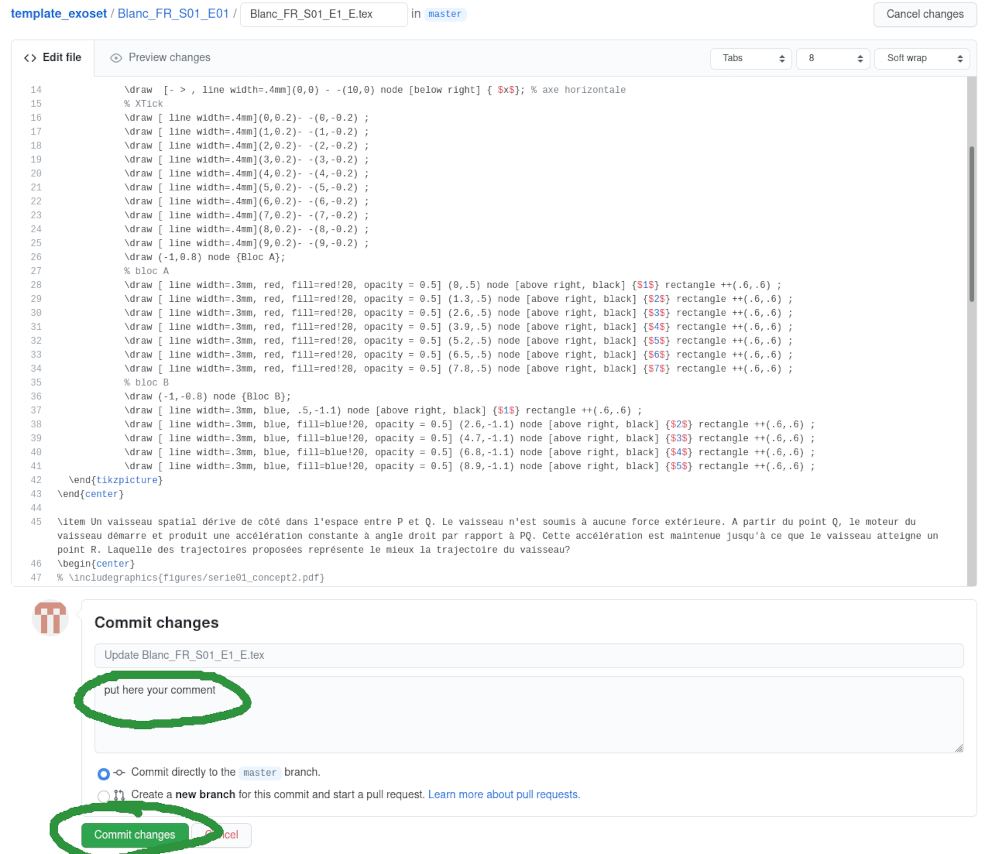 template_exoset / Blanc_FR_S01_E01 / Blanc_FR_S01_E1_E.tex in master Cancel changes
<> Edit file Preview changes Tabs 8 Soft wrap
14 \draw  [- > , line width=.4mm](0,0) - -(10,0) node [below right] { $x$}; % axe horizontale
15 % XTick
16 \draw [ line width=.4mm](0,0.2)- -(0,-0.2) ;
17 \draw [ line width=.4mm](1,0.2)- -(1,-0.2) ;
18 \draw [ line width=.4mm](2,0.2)- -(2,-0.2) ;
19 \draw [ line width=.4mm](3,0.2)- -(3,-0.2) ;
20 \draw [ line width=.4mm](4,0.2)- -(4,-0.2) ;
21 \draw [ line width=.4mm](5,0.2)- -(5,-0.2) ;
22 \draw [ line width=.4mm](6,0.2)- -(6,-0.2) ;
23 \draw [ line width=.4mm](7,0.2)- -(7,-0.2) ;
24 \draw [ line width=.4mm](8,0.2)- -(8,-0.2) ;
25 \draw [ line width=.4mm](9,0.2)- -(9,-0.2) ;
26 \draw (-1,0.8) node {Bloc A};
27 % bloc A
28 \draw [ line width=.3mm, red, fill=red!20, opacity = 0.5] (0,.5) node [above right, black] {$1$} rectangle ++(.6,.6) ;
29 \draw [ line width=.3mm, red, fill=red!20, opacity = 0.5] (1.3,.5) node [above right, black] {$2$} rectangle ++(.6,.6) ;
30 \draw [ line width=.3mm, red, fill=red!20, opacity = 0.5] (2.6,.5) node [above right, black] {$3$} rectangle ++(.6,.6) ;
31 \draw [ line width=.3mm, red, fill=red!20, opacity = 0.5] (3.9,.5) node [above right, black] {$4$} rectangle ++(.6,.6) ;
32 \draw [ line width=.3mm, red, fill=red!20, opacity = 0.5] (5.2,.5) node [above right, black] {$5$} rectangle ++(.6,.6) ;
33 \draw [ line width=.3mm, red, fill=red!20, opacity = 0.5] (6.5,.5) node [above right, black] {$6$} rectangle ++(.6,.6) ;
34 \draw [ line width=.3mm, red, fill=red!20, opacity = 0.5] (7.8,.5) node [above right, black] {$7$} rectangle ++(.6,.6) ;
35 % bloc B
36 \draw (-1,-0.8) node {Bloc B};
37 \draw [ line width=.3mm, blue, .5,-1.1) node [above right, black] {$1$} rectangle ++(.6,.6) ;
38 \draw [ line width=.3mm, blue, fill=blue!20, opacity = 0.5] (2.6,-1.1) node [above right, black] {$2$} rectangle ++(.6,.6) ;
39 \draw [ line width=.3mm, blue, fill=blue!20, opacity = 0.5] (4.7,-1.1) node [above right, black] {$3$} rectangle ++(.6,.6) ;
40 \draw [ line width=.3mm, blue, fill=blue!20, opacity = 0.5] (6.8,-1.1) node [above right, black] {$4$} rectangle ++(.6,.6) ;
41 \draw [ line width=.3mm, blue, fill=blue!20, opacity = 0.5] (8.9,-1.1) node [above right, black] {$5$} rectangle ++(.6,.6) ;
42 \end{tikzpicture}
43 \end{center}
44
45 \item Un vaisseau spatial dérive de côté dans l'espace entre P et Q. Le vaisseau n'est soumis à aucune force extérieure. A partir du point Q, le moteur du
vaisseau démarre et produit une accélération constante à angle droit par rapport à PQ. Cette accélération est maintenue jusqu'à ce que le vaisseau atteigne un
point R. Laquelle des trajectoires proposées représente le mieux la trajectoire du vaisseau?
46 \begin{center}
47 % \includegraphics{figures/serie01_concept2.pdf}
Commit changes
Update Blanc_FR_S01_E1_E.tex
put here your comment
Commit directly to the master branch.
Create a new branch for this commit and start a pull request. Learn more about pull requests.
Commit changes Cancel